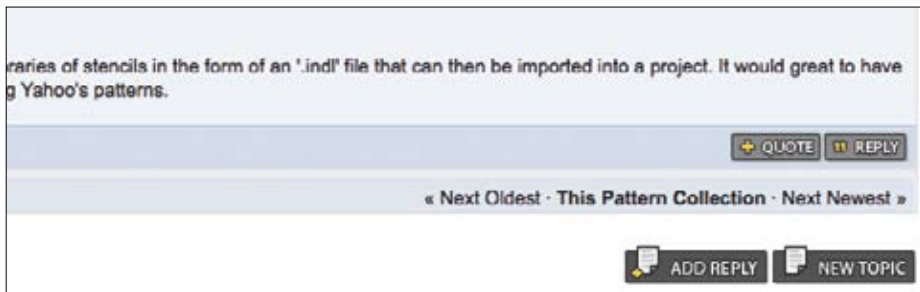 raries of stencils in the form of an '.indl' file that can then be imported into a project. It would great to have
g Yahoo's patterns.
QUOTE REPLY
« Next Oldest · This Pattern Collection · Next Newest »
ADD REPLY NEW TOPIC